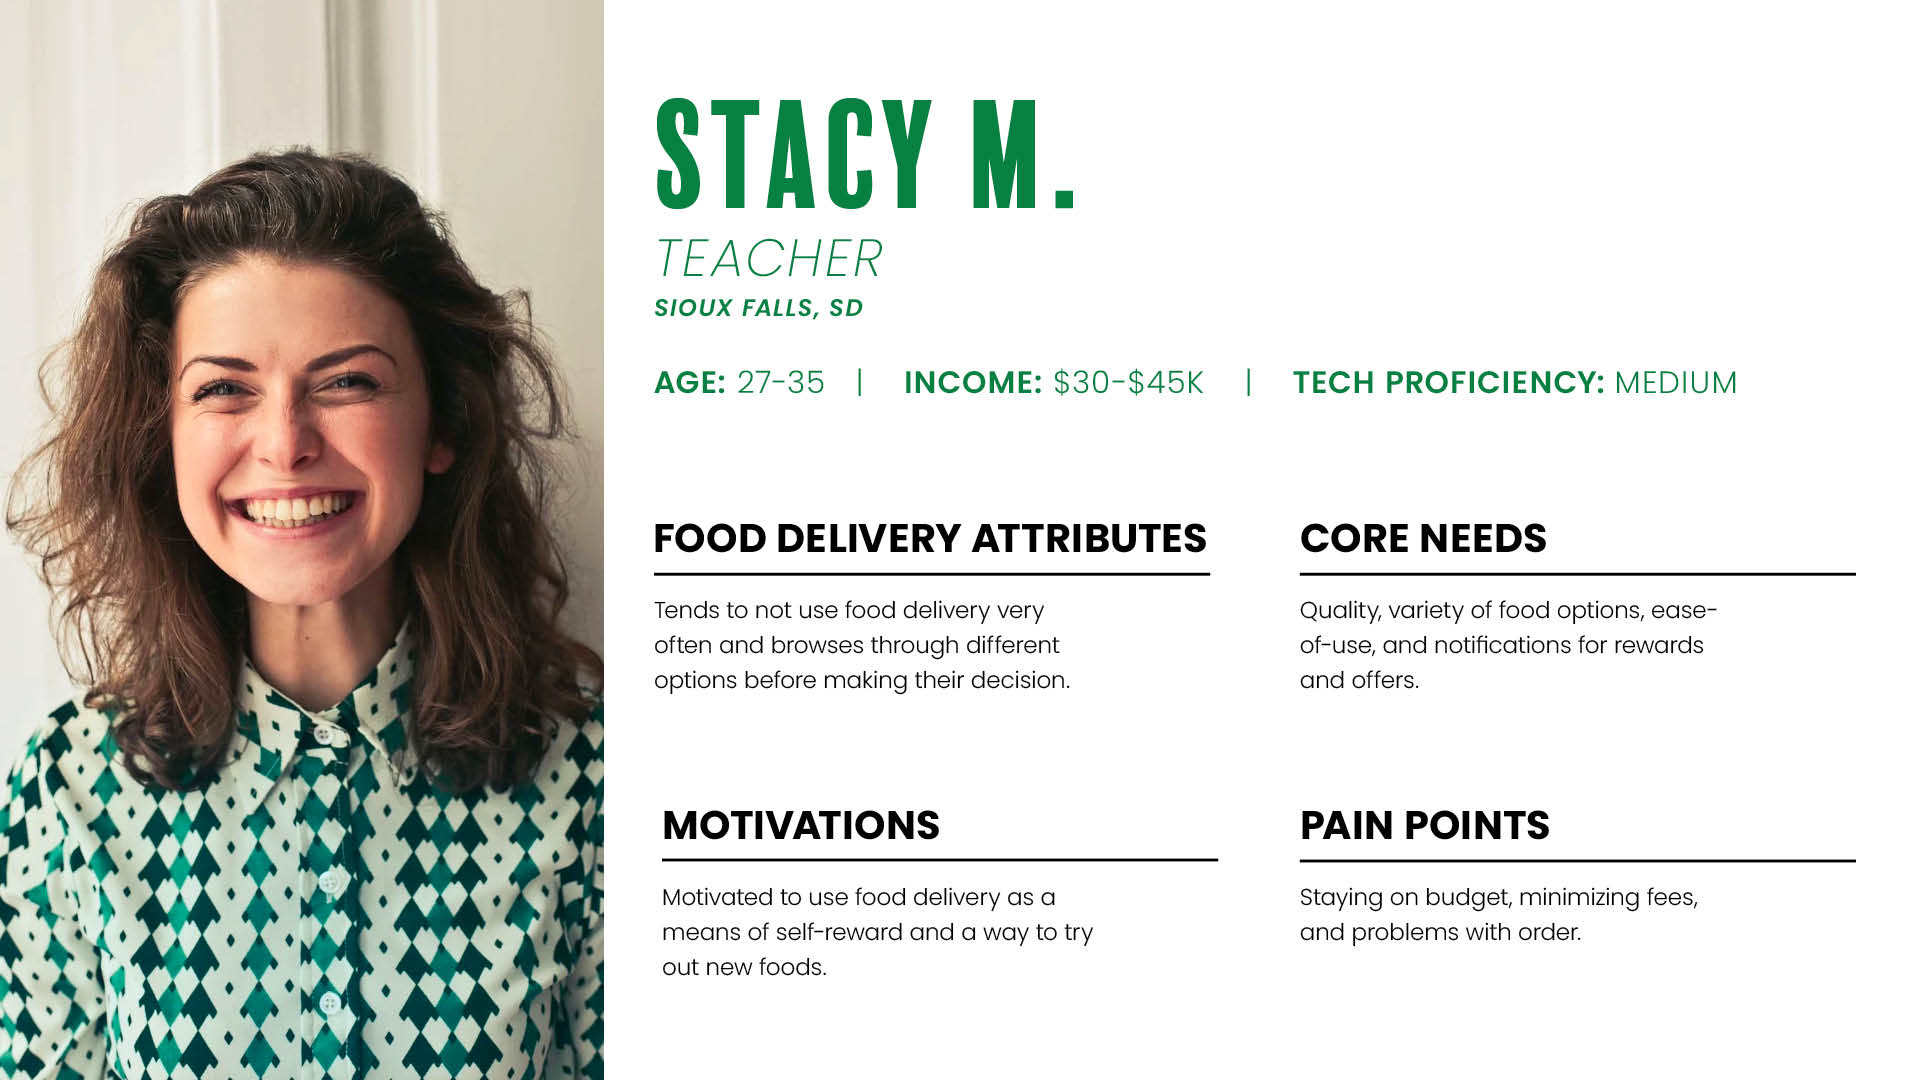 STACY M.
TEACHER
SIOUX FALLS, SD
AGE: 27-35 | INCOME: $30-$45K | TECH PROFICIENCY: MEDIUM
FOOD DELIVERY ATTRIBUTES
Tends to not use food delivery very
often and browses through different
options before making their decision.
CORE NEEDS
Quality, variety of food options, ease-
of-use, and notifications for rewards
and offers.
MOTIVATIONS
Motivated to use food delivery as a
means of self-reward and a way to try
out new foods.
PAIN POINTS
Staying on budget, minimizing fees,
and problems with order.